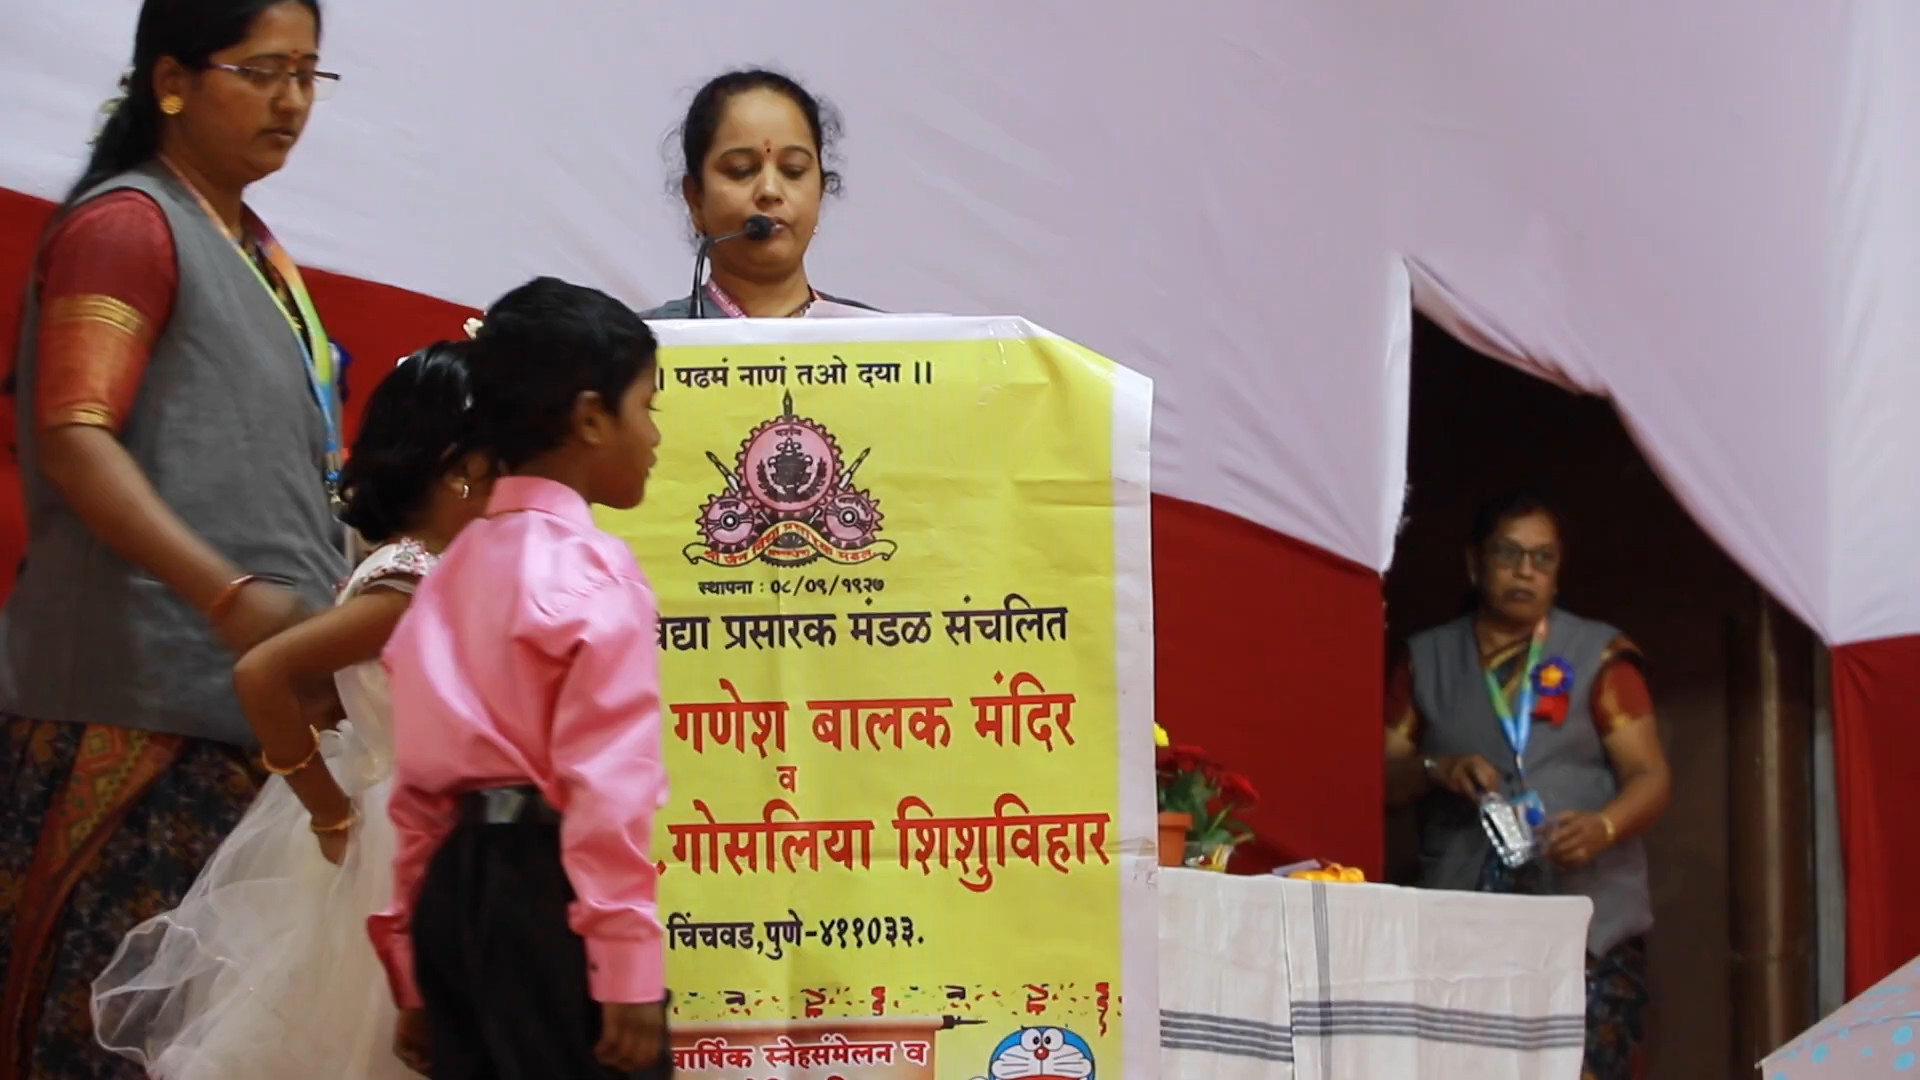 । पढमं नाणं तओ दया ।।
स्थापना : ०८/०९/१९२७
विद्या प्रसारक मंडळ संचलित
गणेश बालक मंदिर
व
.गोसलिया शिशुविहार
चिंचवड,पुणे-४११०३३.
वार्षिक स्नेहसंमेलन व